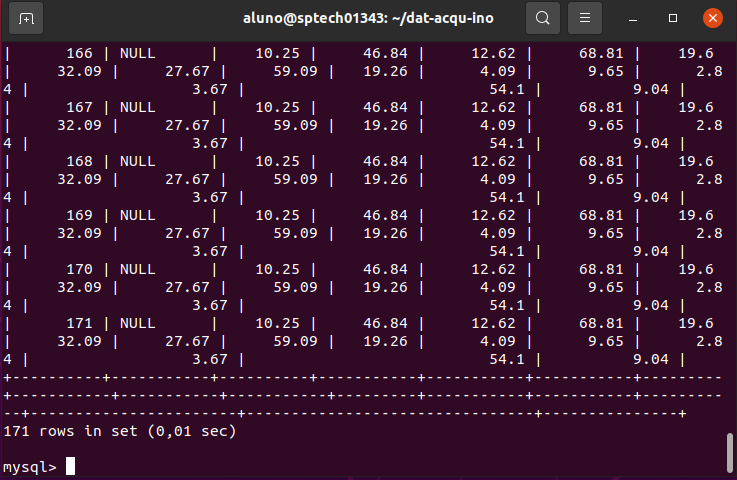 aluno@sptech01343: ~/dat-acqu-ino
|      166 | NULL      |     10.25 |     46.84 |     12.62 |     68.81 |    19.6
|     32.09 |     27.67 |     59.09 |   19.26 |      4.09 |      9.65 |      2.8
4 |                  3.67 |                           54.1 |          9.04 |
|      167 | NULL      |     10.25 |     46.84 |     12.62 |     68.81 |    19.6
|     32.09 |     27.67 |     59.09 |   19.26 |      4.09 |      9.65 |      2.8
4 |                  3.67 |                           54.1 |          9.04 |
|      168 | NULL      |     10.25 |     46.84 |     12.62 |     68.81 |    19.6
|     32.09 |     27.67 |     59.09 |   19.26 |      4.09 |      9.65 |      2.8
4 |                  3.67 |                           54.1 |          9.04 |
|      169 | NULL      |     10.25 |     46.84 |     12.62 |     68.81 |    19.6
|     32.09 |     27.67 |     59.09 |   19.26 |      4.09 |      9.65 |      2.8
4 |                  3.67 |                           54.1 |          9.04 |
|      170 | NULL      |     10.25 |     46.84 |     12.62 |     68.81 |    19.6
|     32.09 |     27.67 |     59.09 |   19.26 |      4.09 |      9.65 |      2.8
4 |                  3.67 |                           54.1 |          9.04 |
|      171 | NULL      |     10.25 |     46.84 |     12.62 |     68.81 |    19.6
|     32.09 |     27.67 |     59.09 |   19.26 |      4.09 |      9.65 |      2.8
4 |                  3.67 |                           54.1 |          9.04 |
+----------+-----------+----------+-----------+-----------+-----------+---------
+-----------+-----------+-----------+---------+-----------+-----------+---------
--+-----------------------+--------------------------------+---------------+
171 rows in set (0,01 sec)
mysql>